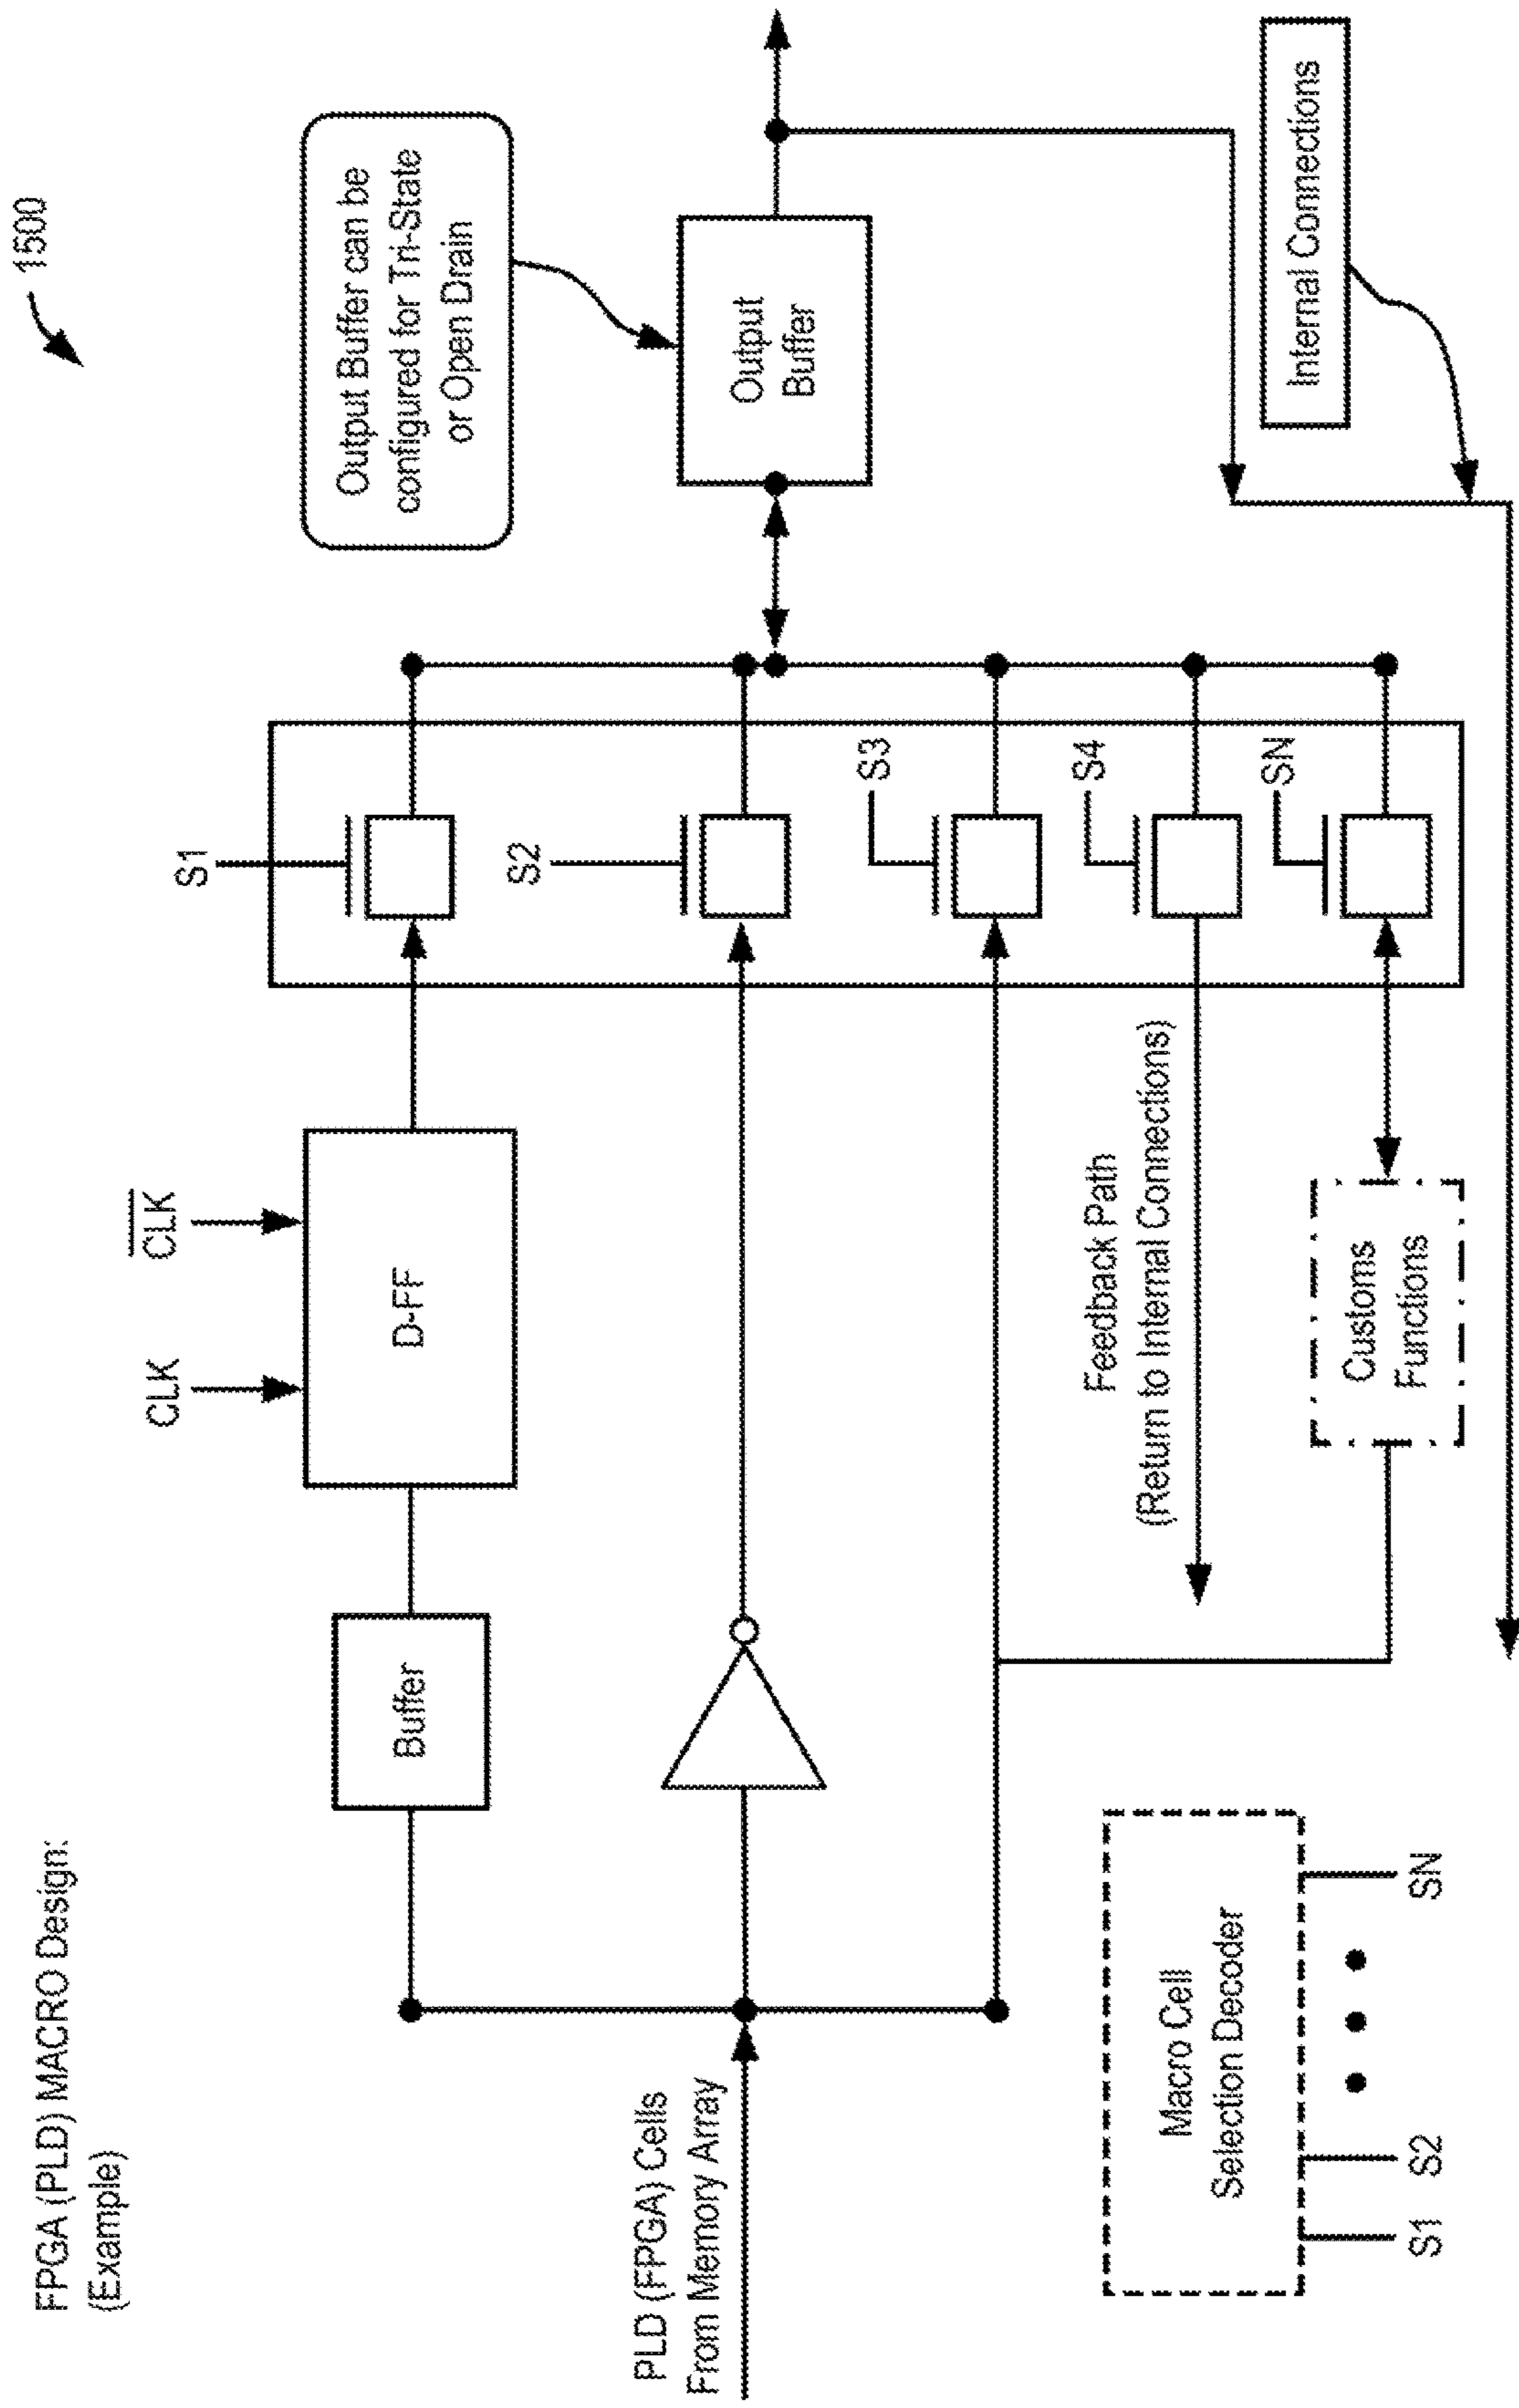 1500
FPGA (PLD) MACRO Design:
(Example)
CLK
CLK
S1
Output Buffer can be
configured for Tri-State
or Open Drain
Buffer
D-FF
S2
PLD (FPGA) Cells
From Memory Array
Output
Buffer
S3
Feedback Path
(Return to Internal Connections)
S4
Macro Cell
Selection Decoder
SN
Internal Connections
Customs
Functions
S1
S2
SN